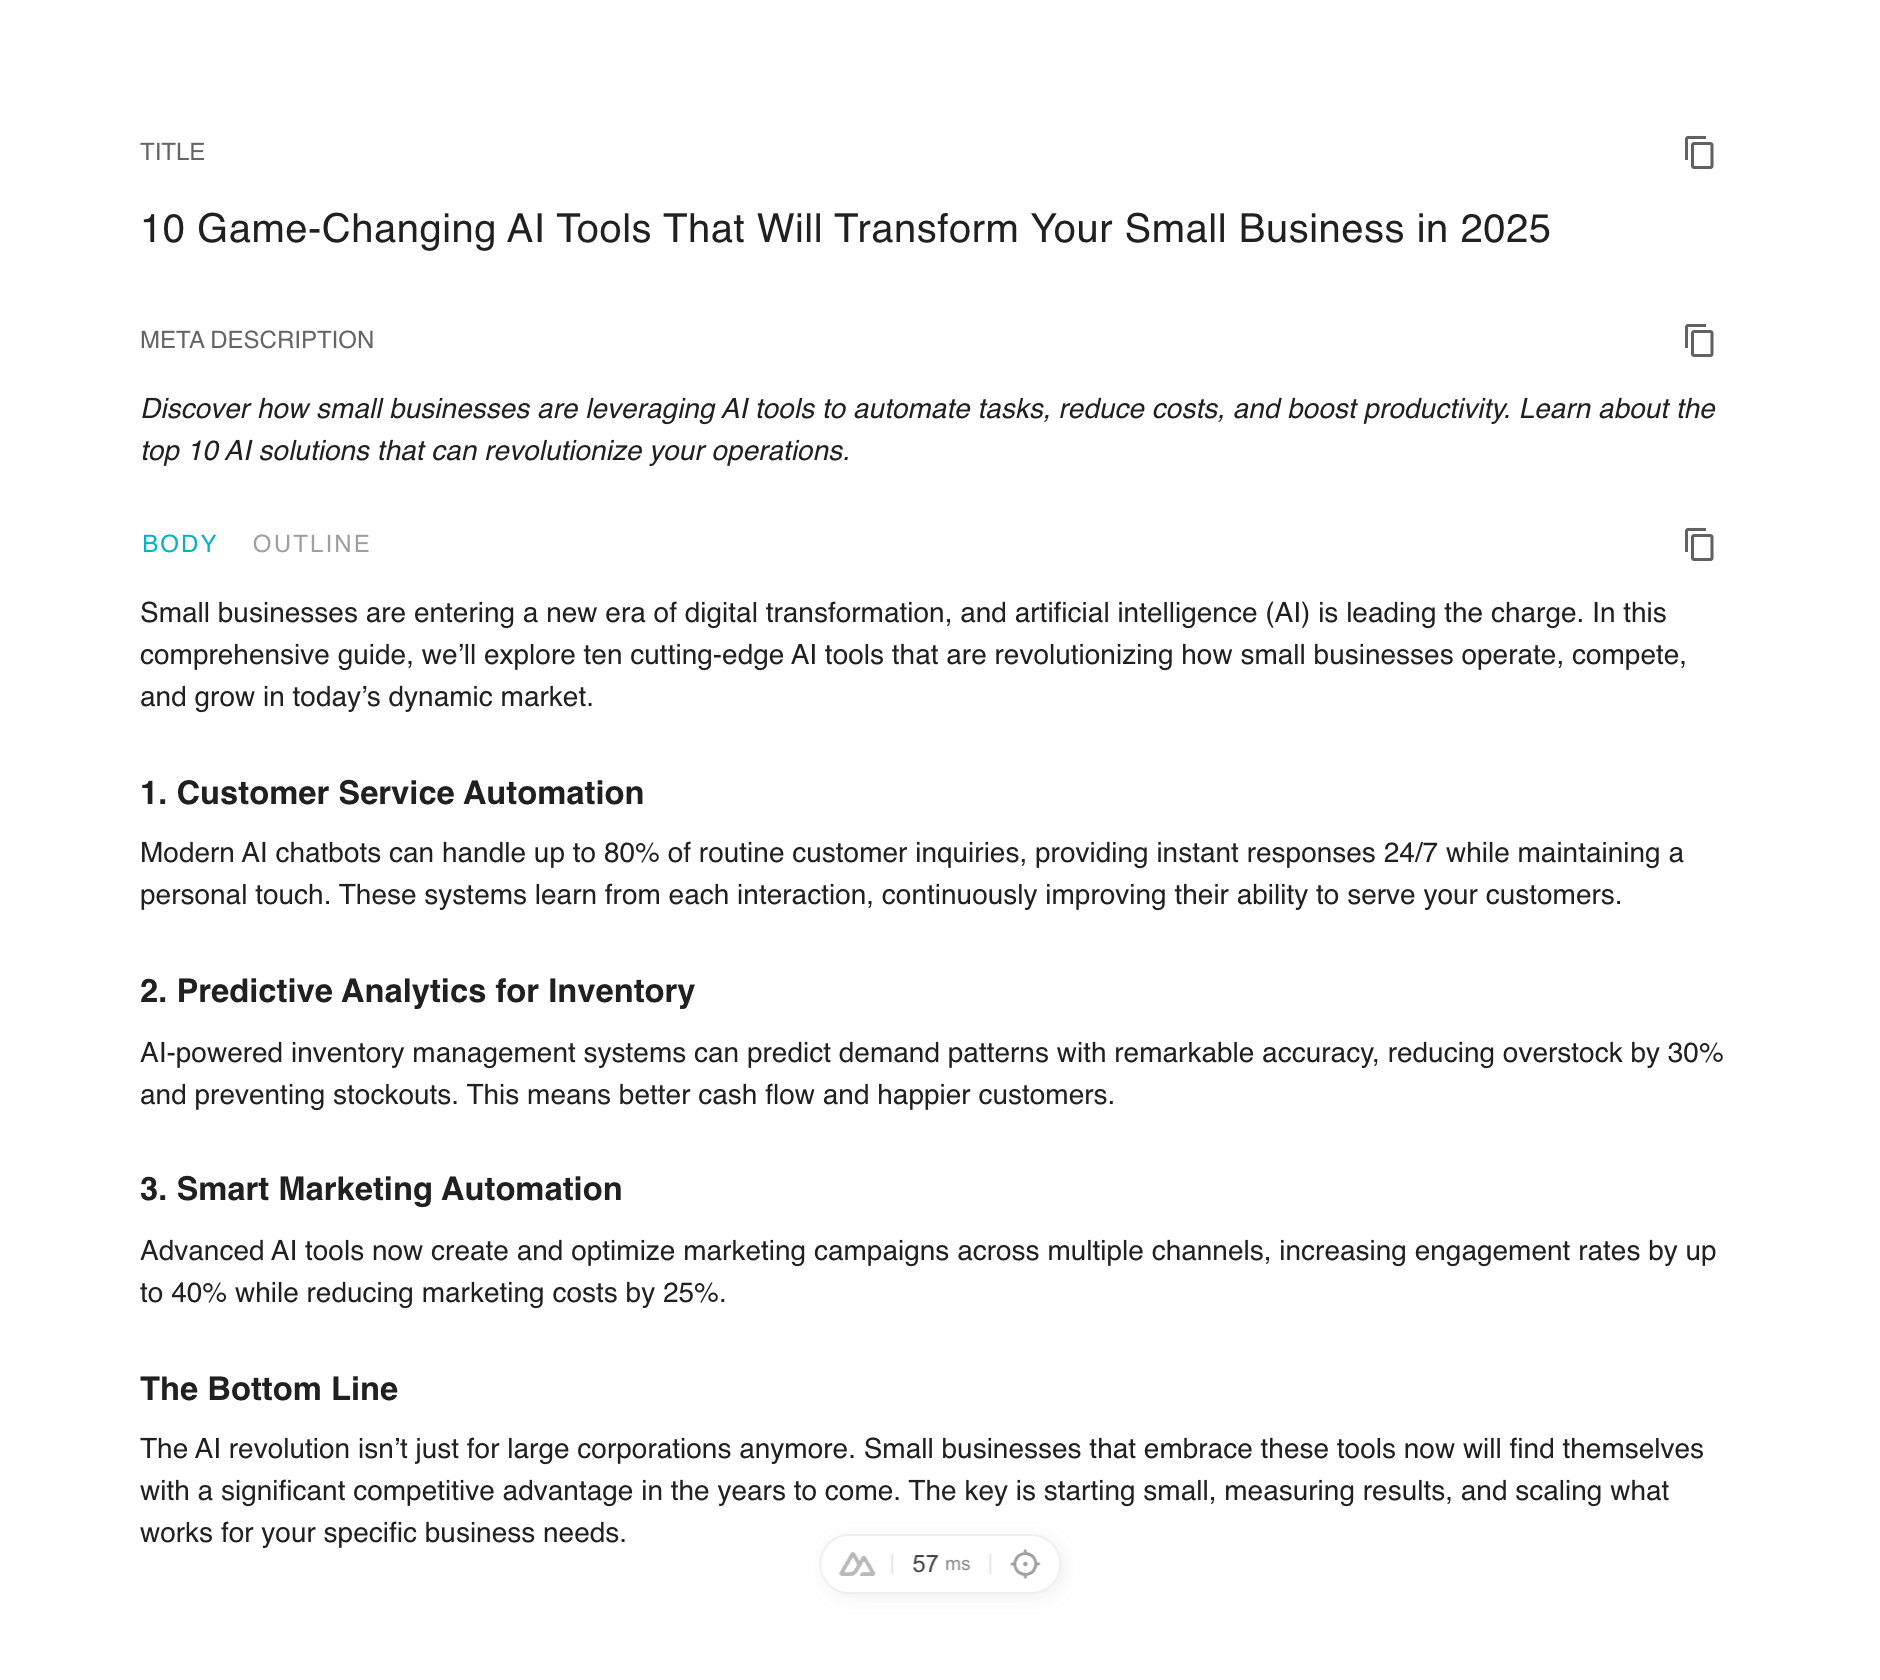 TITLE
10 Game-Changing AI Tools That Will Transform Your Small Business in 2025
META DESCRIPTION
Discover how small businesses are leveraging AI tools to automate tasks, reduce costs, and boost productivity. Learn about the
top 10 AI solutions that can revolutionize your operations.
BODY OUTLINE
Small businesses are entering a new era of digital transformation, and artificial intelligence (AI) is leading the charge. In this
comprehensive guide, we’ll explore ten cutting-edge AI tools that are revolutionizing how small businesses operate, compete,
and grow in today’s dynamic market.
1. Customer Service Automation
Modern AI chatbots can handle up to 80% of routine customer inquiries, providing instant responses 24/7 while maintaining a
personal touch. These systems learn from each interaction, continuously improving their ability to serve your customers.
2. Predictive Analytics for Inventory
AI-powered inventory management systems can predict demand patterns with remarkable accuracy, reducing overstock by 30%
and preventing stockouts. This means better cash flow and happier customers.
3. Smart Marketing Automation
Advanced AI tools now create and optimize marketing campaigns across multiple channels, increasing engagement rates by up
to 40% while reducing marketing costs by 25%.
The Bottom Line
The AI revolution isn’t just for large corporations anymore. Small businesses that embrace these tools now will find themselves
with a significant competitive advantage in the years to come. The key is starting small, measuring results, and scaling what
works for your specific business needs.
57 ms